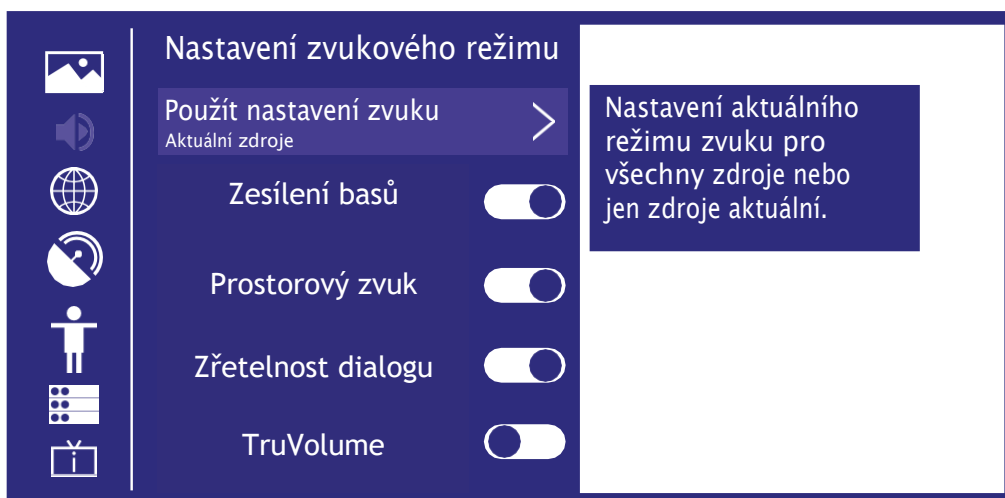 Nastavení zvukového režimu
Použít nastavení zvuku
Aktuální zdroje
Zesílení basů
Prostorový zvuk
Zřetelnost dialogu
TruVolume
Nastavení aktuálního
režimu zvuku pro
všechny zdroje nebo
jen zdroje aktuální.